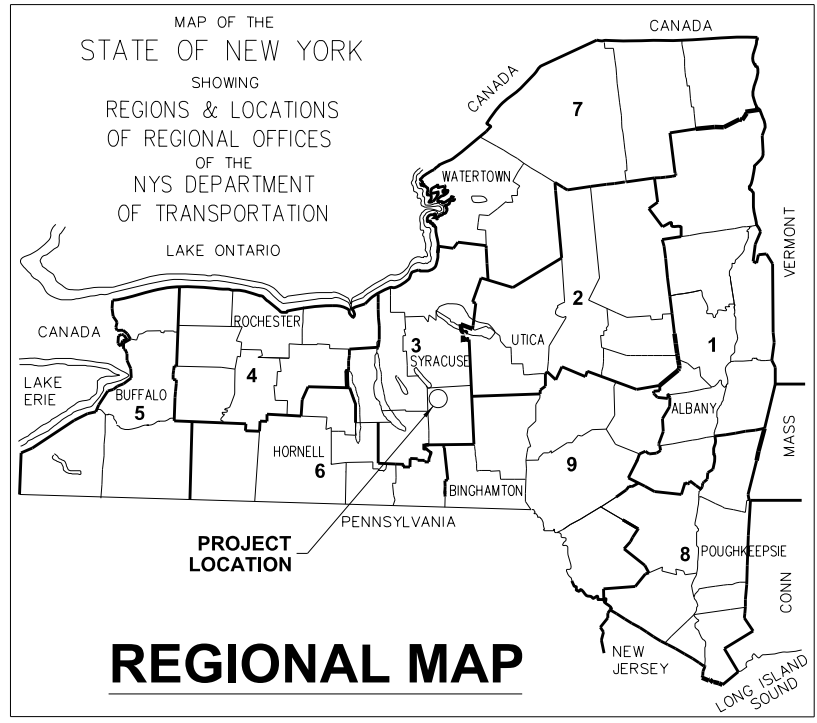 MAP OF THE
STATE OF NEW YORK
SHOWING
REGIONS & LOCATIONS
OF REGIONAL OFFICES
OF THE
NYS DEPARTMENT
OF TRANSPORTATION
LAKE ONTARIO
CANADA
CANADA
7
WATERTOWN
VERMONT
2
CANADA
ROCHESTER
3
SYRACUSE
UTICA
1
LAKE
ERIE
BUFFALO
5
4
ALBANY
MASS
HORNELL
6
9
BINGHAMTON
PENNSYLVANIA
PROJECT
LOCATION
8
POUGHKEEPSIE
CONN
NEW
JERSEY
LONG ISLAND
SOUND
REGIONAL MAP